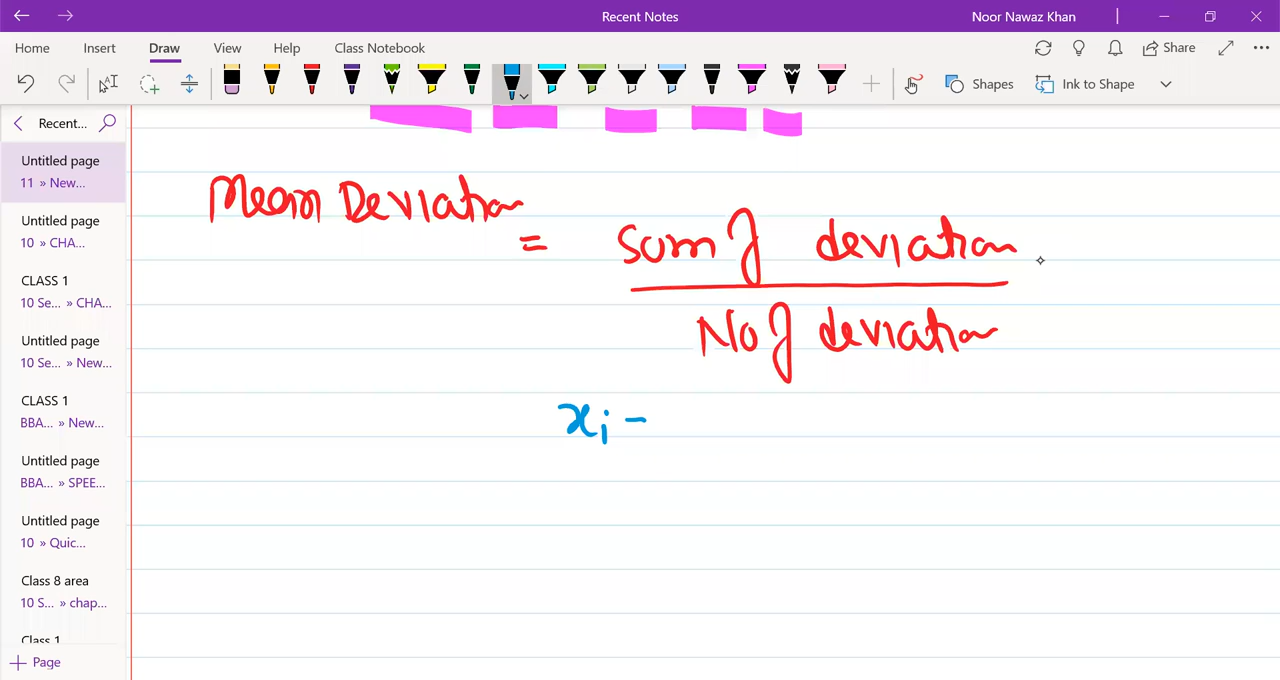 Recent Notes
Noor Nawaz Khan
Home Insert Draw View Help Class Notebook Share
Shapes Ink to Shape
Recent...
Untitled page
11 » New...
Untitled page
10 » CHA...
CLASS 1
10 Se... » CHA...
Untitled page
10 Se... » New...
CLASS 1
BBA... » New...
Untitled page
BBA... » SPEE...
Untitled page
10 » Quic...
Class 8 area
10 S... » chap...
Class 1
+ Page
Mean Deviation
= sum of deviation
No of deviation
xᵢ -